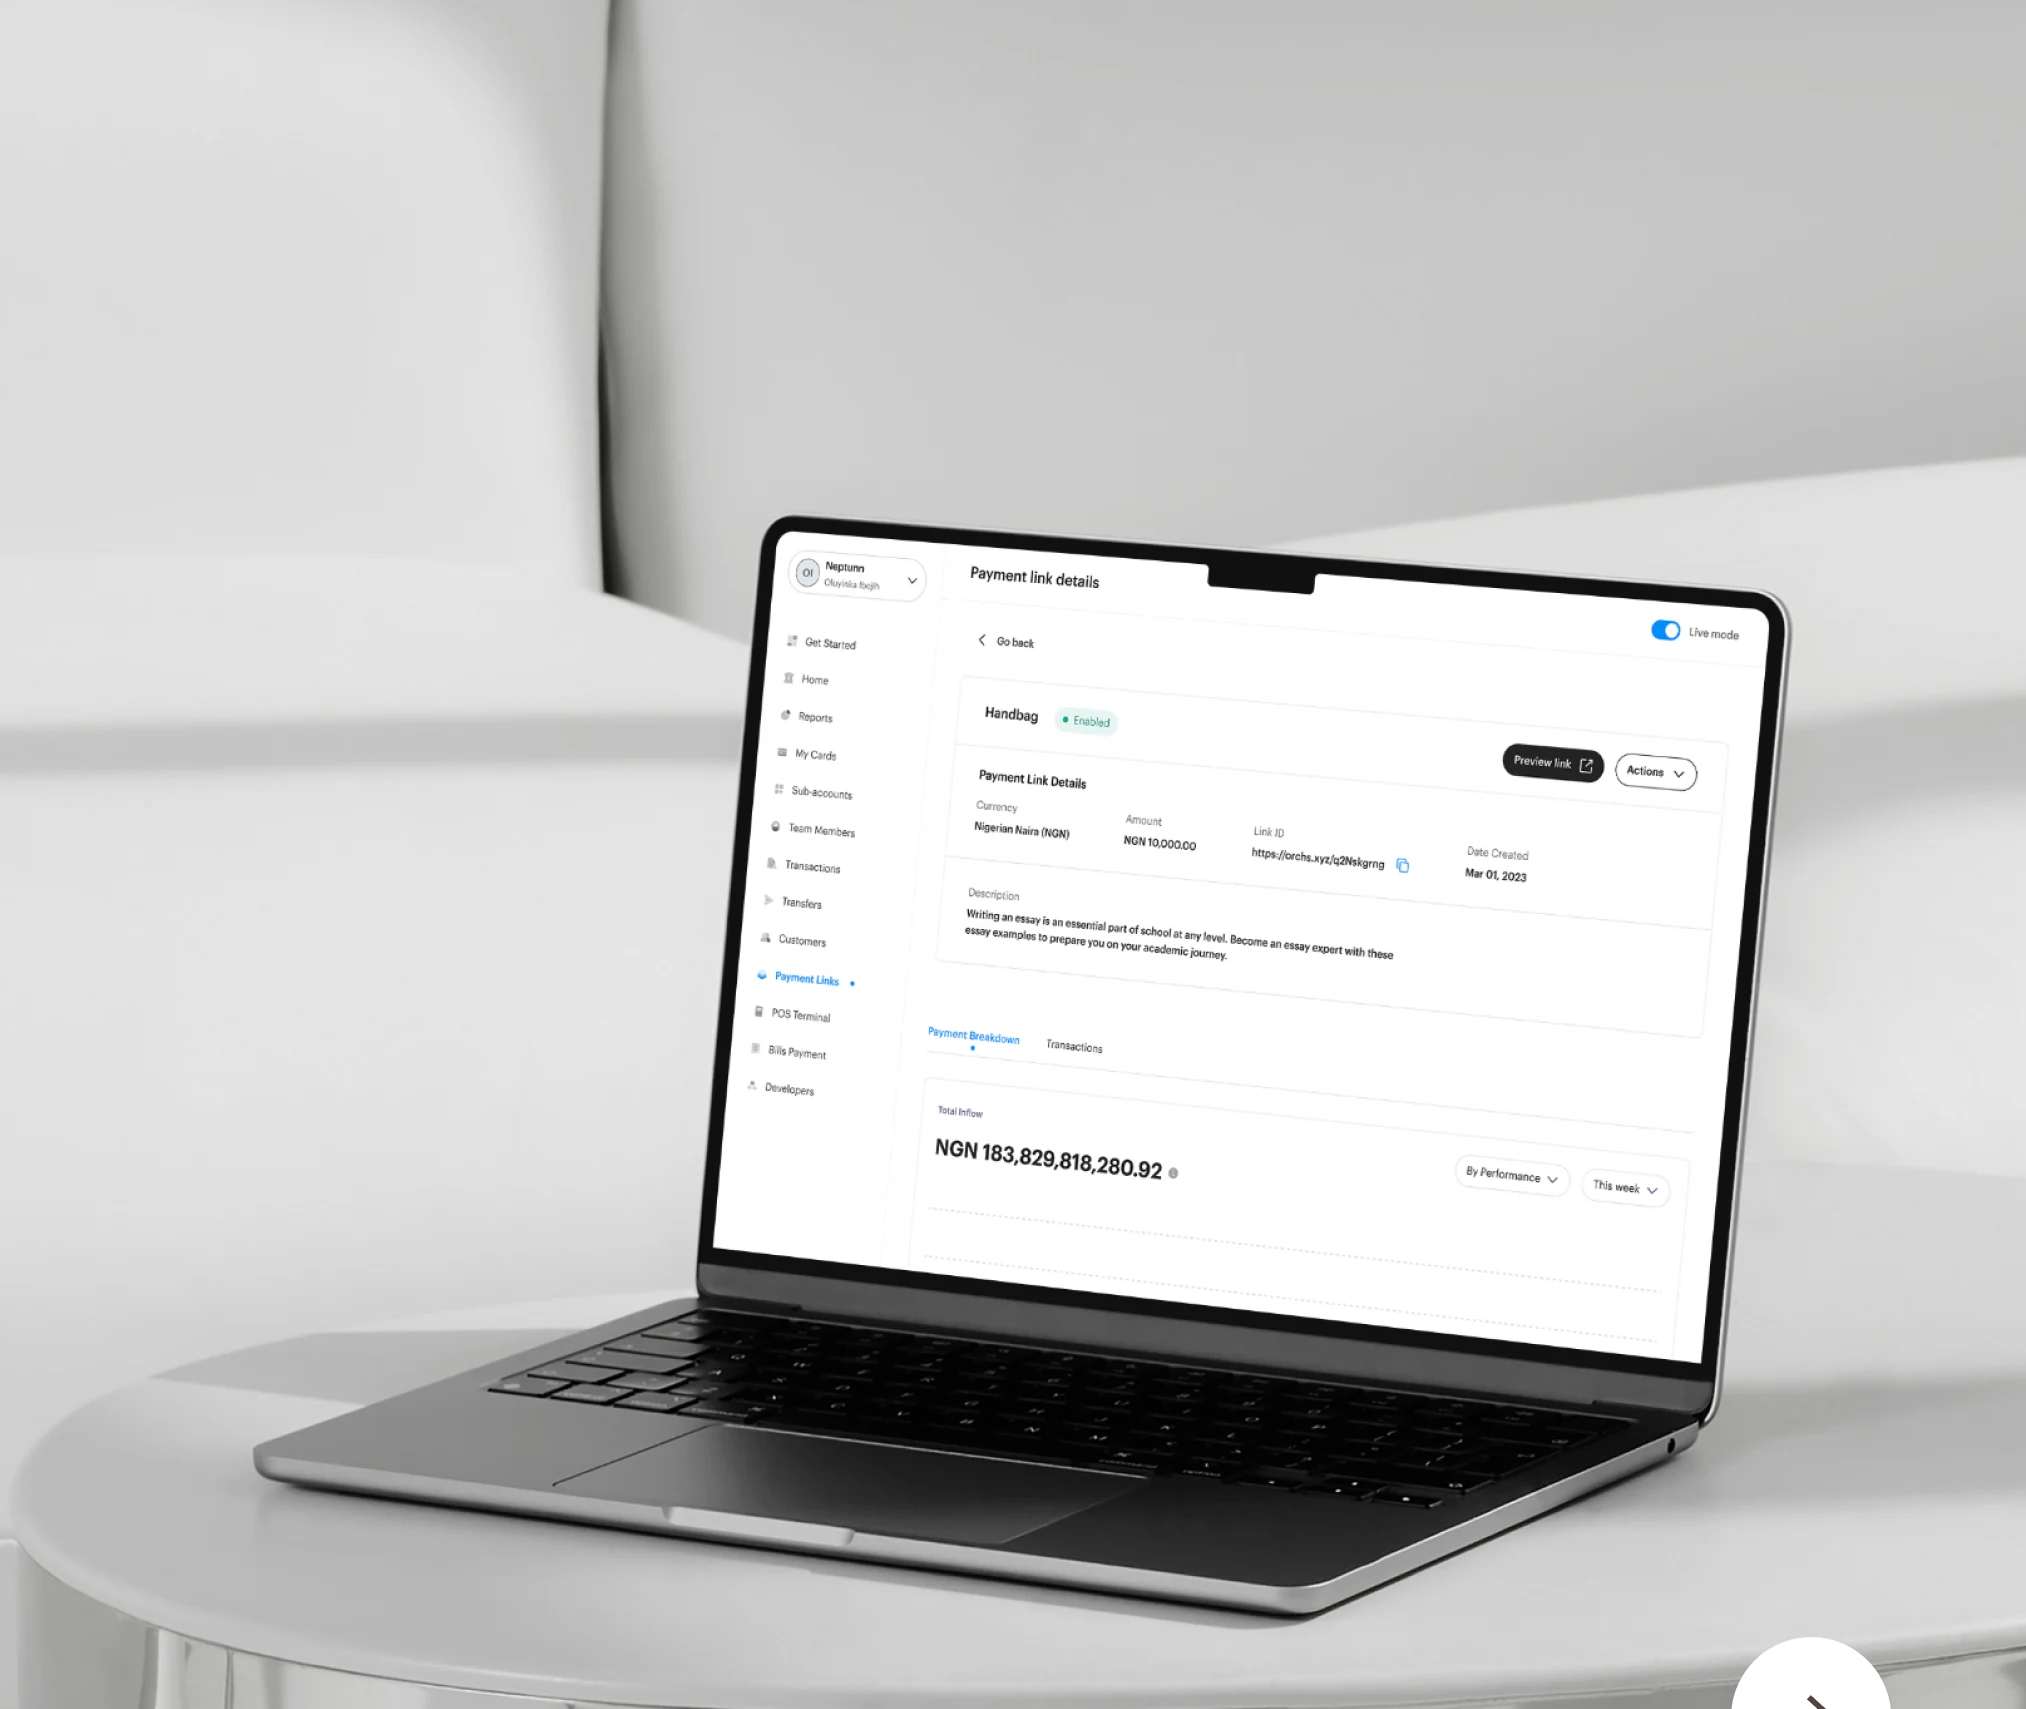 Neptunn
Oluyinka Ibejih
OI
Payment link details
Live mode
Go back
Get Started
Home
Reports
My Cards
Sub-accounts
Team Members
Transactions
Transfers
Customers
Payment Links
POS Terminal
Bills Payment
Developers
Handbag
Enabled
Preview link
Actions
Payment Link Details
Currency
Nigerian Naira (NGN)
Amount
NGN 10,000.00
Link ID
https://orchs.xyz/q2Nskgrng
Date Created
Mar 01, 2023
Description
Writing an essay is an essential part of school at any level. Become an essay expert with these
essay examples to prepare you on your academic journey.
Payment Breakdown
Transactions
Total Inflow
NGN 183,829,818,280.92
By Performance
This week